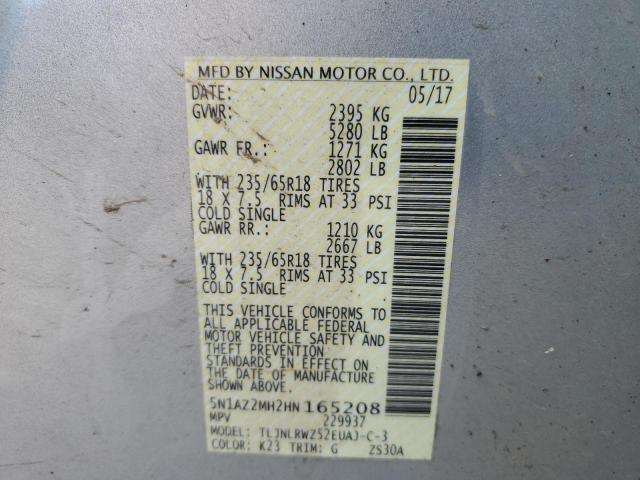 MFD BY NISSAN MOTOR CO., LTD.
DATE: 05/17
GVWR: 2395 KG
5280 LB
GAWR FR.: 1271 KG
2802 LB
WITH 235/65R18 TIRES
18 X 7.5 RIMS AT 33 PSI
COLD SINGLE
GAWR RR.: 1210 KG
2667 LB
WITH 235/65R18 TIRES
18 X 7.5 RIMS AT 33 PSI
COLD SINGLE
THIS VEHICLE CONFORMS TO
ALL APPLICABLE FEDERAL
MOTOR VEHICLE SAFETY AND
THEFT PREVENTION
STANDARDS IN EFFECT ON
THE DATE OF MANUFACTURE
SHOWN ABOVE.
5N1AZ2MH2HN165208
MPV 229937
MODEL: TLJNLRWZ52EUAJ-C-3
COLOR: K23 TRIM: G ZS30A